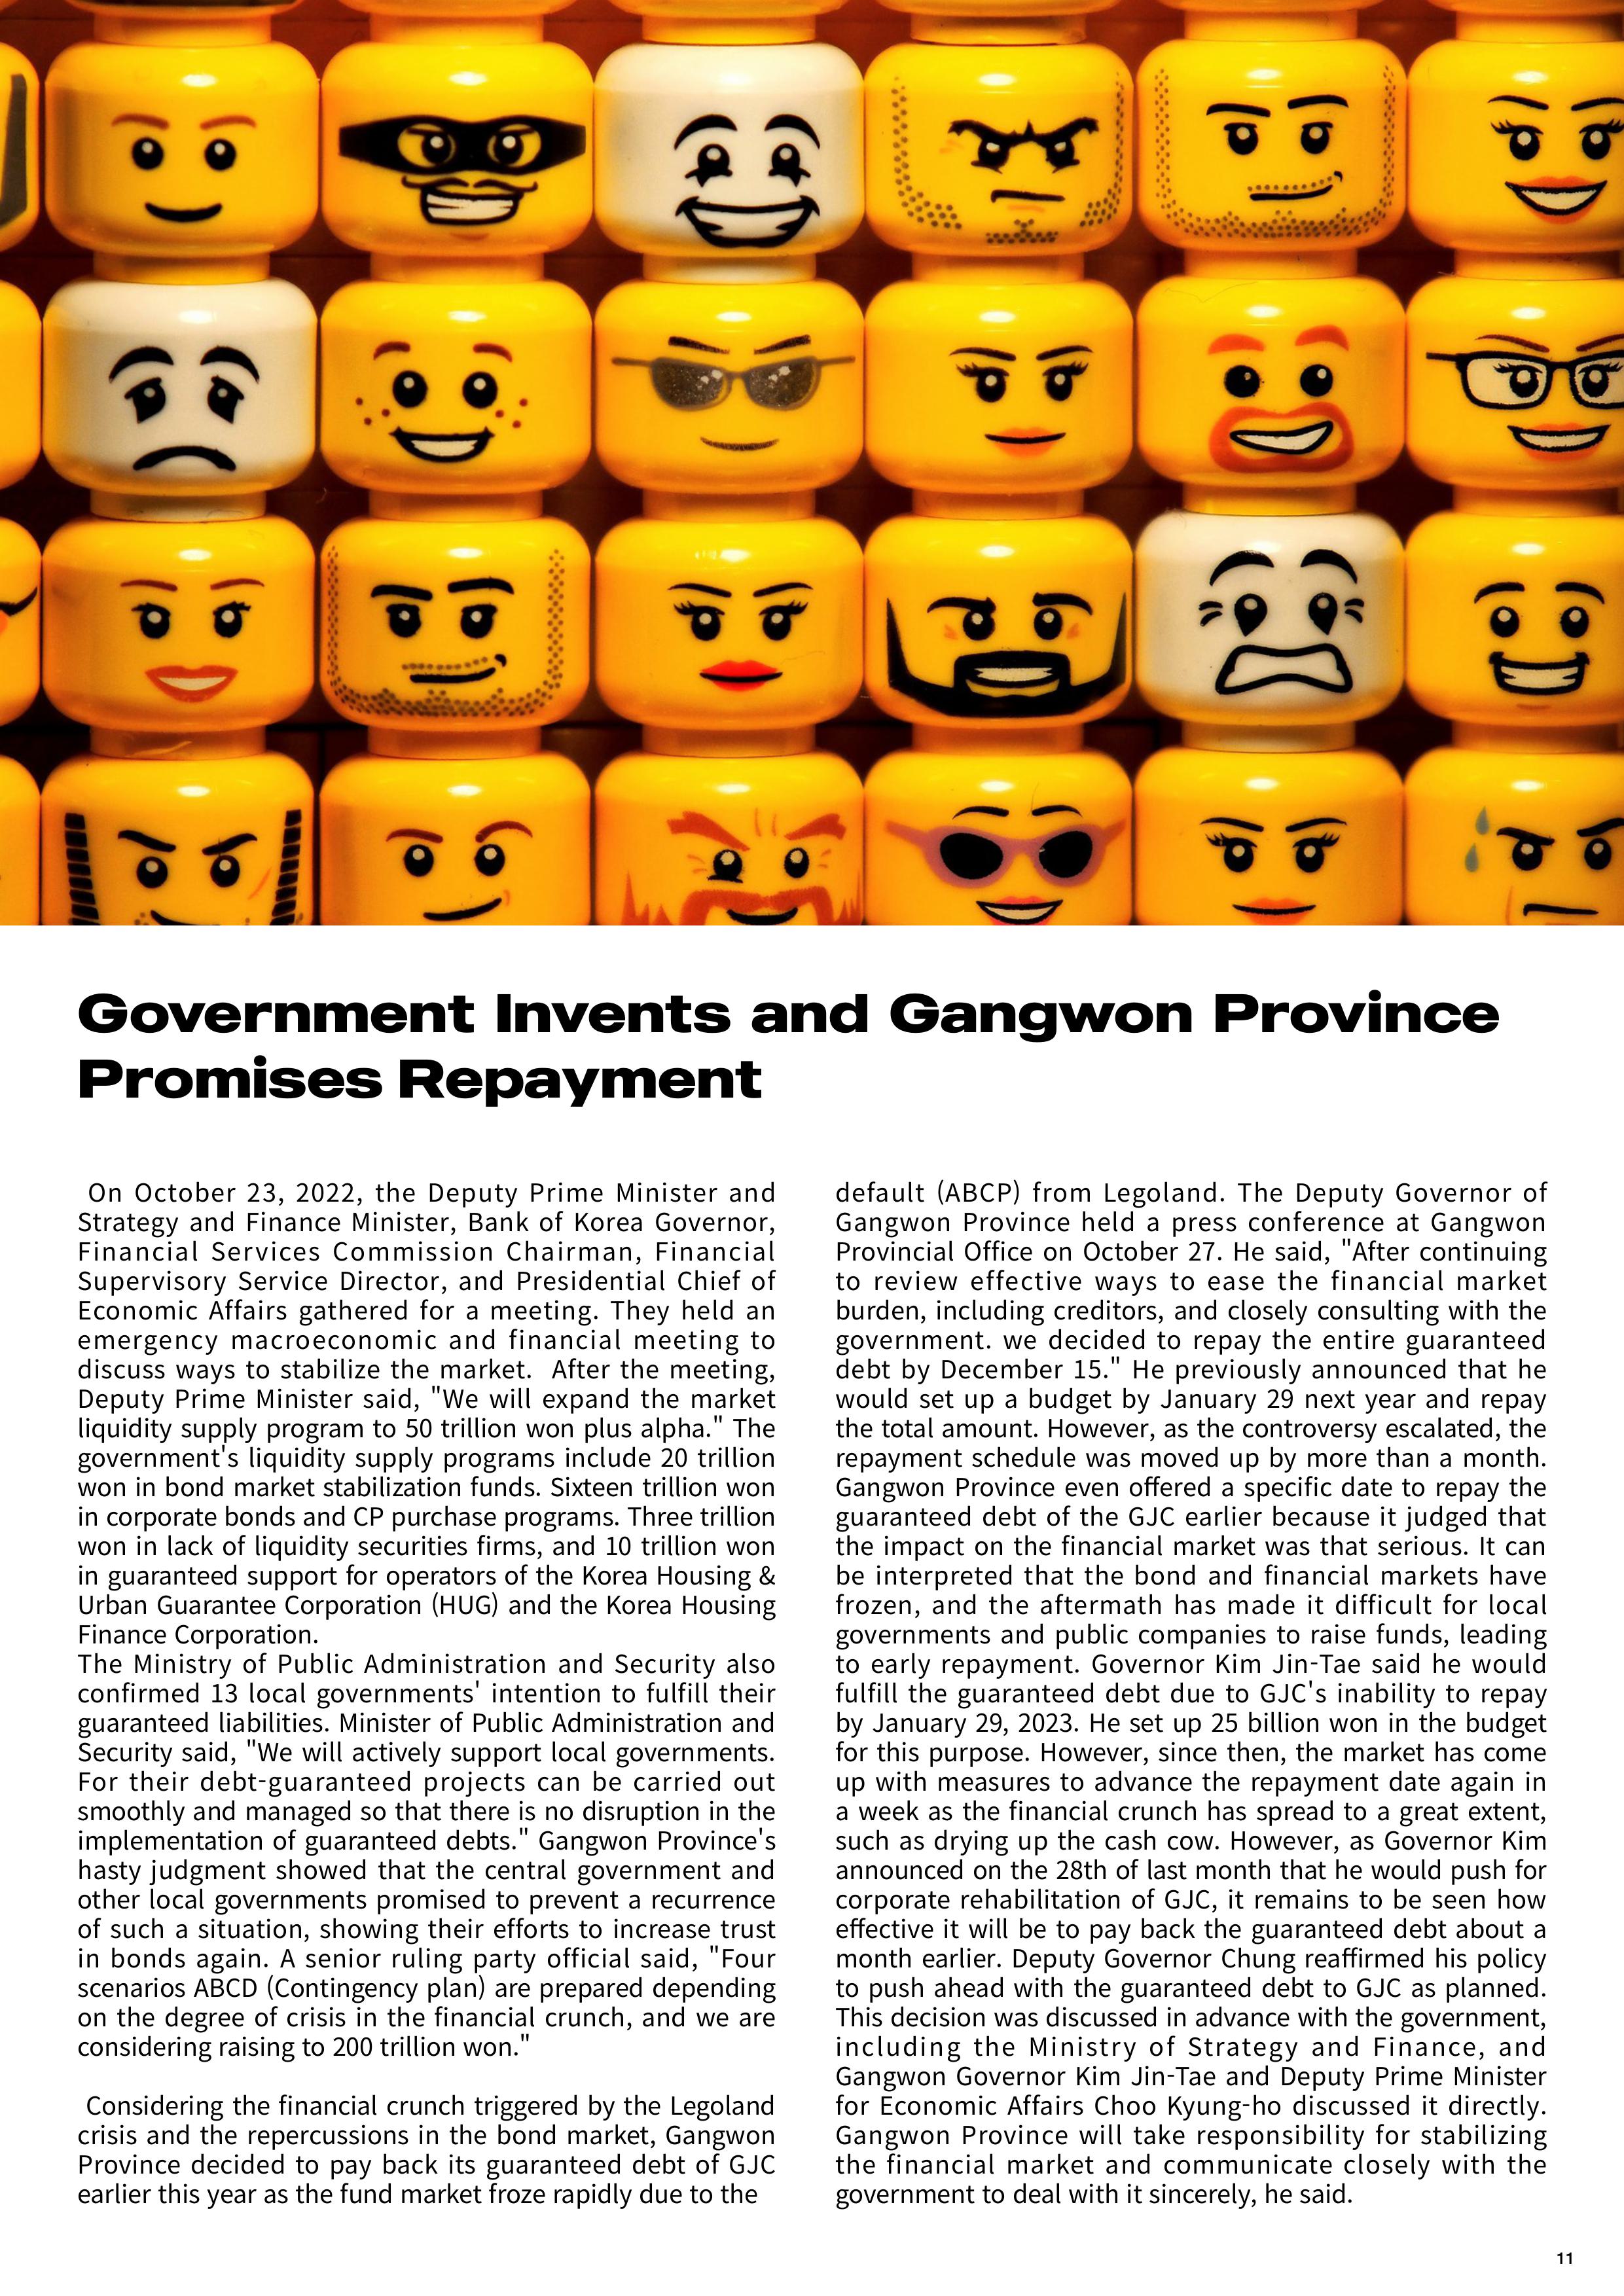 Government Invents and Gangwon Province
Promises Repayment
On October 23, 2022, the Deputy Prime Minister and
Strategy and Finance Minister, Bank of Korea Governor,
Financial Services Commission Chairman, Financial
Supervisory Service Director, and Presidential Chief of
Economic Affairs gathered for a meeting. They held an
emergency macroeconomic and financial meeting to
discuss ways to stabilize the market.  After the meeting,
Deputy Prime Minister said, "We will expand the market
liquidity supply program to 50 trillion won plus alpha." The
government's liquidity supply programs include 20 trillion
won in bond market stabilization funds. Sixteen trillion won
in corporate bonds and CP purchase programs. Three trillion
won in lack of liquidity securities firms, and 10 trillion won
in guaranteed support for operators of the Korea Housing &
Urban Guarantee Corporation (HUG) and the Korea Housing
Finance Corporation.
The Ministry of Public Administration and Security also
confirmed 13 local governments' intention to fulfill their
guaranteed liabilities. Minister of Public Administration and
Security said, "We will actively support local governments.
For their debt-guaranteed projects can be carried out
smoothly and managed so that there is no disruption in the
implementation of guaranteed debts." Gangwon Province's
hasty judgment showed that the central government and
other local governments promised to prevent a recurrence
of such a situation, showing their efforts to increase trust
in bonds again. A senior ruling party official said, "Four
scenarios ABCD (Contingency plan) are prepared depending
on the degree of crisis in the financial crunch, and we are
considering raising to 200 trillion won."
Considering the financial crunch triggered by the Legoland
crisis and the repercussions in the bond market, Gangwon
Province decided to pay back its guaranteed debt of GJC
earlier this year as the fund market froze rapidly due to the
default (ABCP) from Legoland. The Deputy Governor of
Gangwon Province held a press conference at Gangwon
Provincial Office on October 27. He said, "After continuing
to review effective ways to ease the financial market
burden, including creditors, and closely consulting with the
government. we decided to repay the entire guaranteed
debt by December 15." He previously announced that he
would set up a budget by January 29 next year and repay
the total amount. However, as the controversy escalated, the
repayment schedule was moved up by more than a month.
Gangwon Province even offered a specific date to repay the
guaranteed debt of the GJC earlier because it judged that
the impact on the financial market was that serious. It can
be interpreted that the bond and financial markets have
frozen, and the aftermath has made it difficult for local
governments and public companies to raise funds, leading
to early repayment. Governor Kim Jin-Tae said he would
fulfill the guaranteed debt due to GJC's inability to repay
by January 29, 2023. He set up 25 billion won in the budget
for this purpose. However, since then, the market has come
up with measures to advance the repayment date again in
a week as the financial crunch has spread to a great extent,
such as drying up the cash cow. However, as Governor Kim
announced on the 28th of last month that he would push for
corporate rehabilitation of GJC, it remains to be seen how
effective it will be to pay back the guaranteed debt about a
month earlier. Deputy Governor Chung reaffirmed his policy
to push ahead with the guaranteed debt to GJC as planned.
This decision was discussed in advance with the government,
including the Ministry of Strategy and Finance, and
Gangwon Governor Kim Jin-Tae and Deputy Prime Minister
for Economic Affairs Choo Kyung-ho discussed it directly.
Gangwon Province will take responsibility for stabilizing
the financial market and communicate closely with the
government to deal with it sincerely, he said.
11